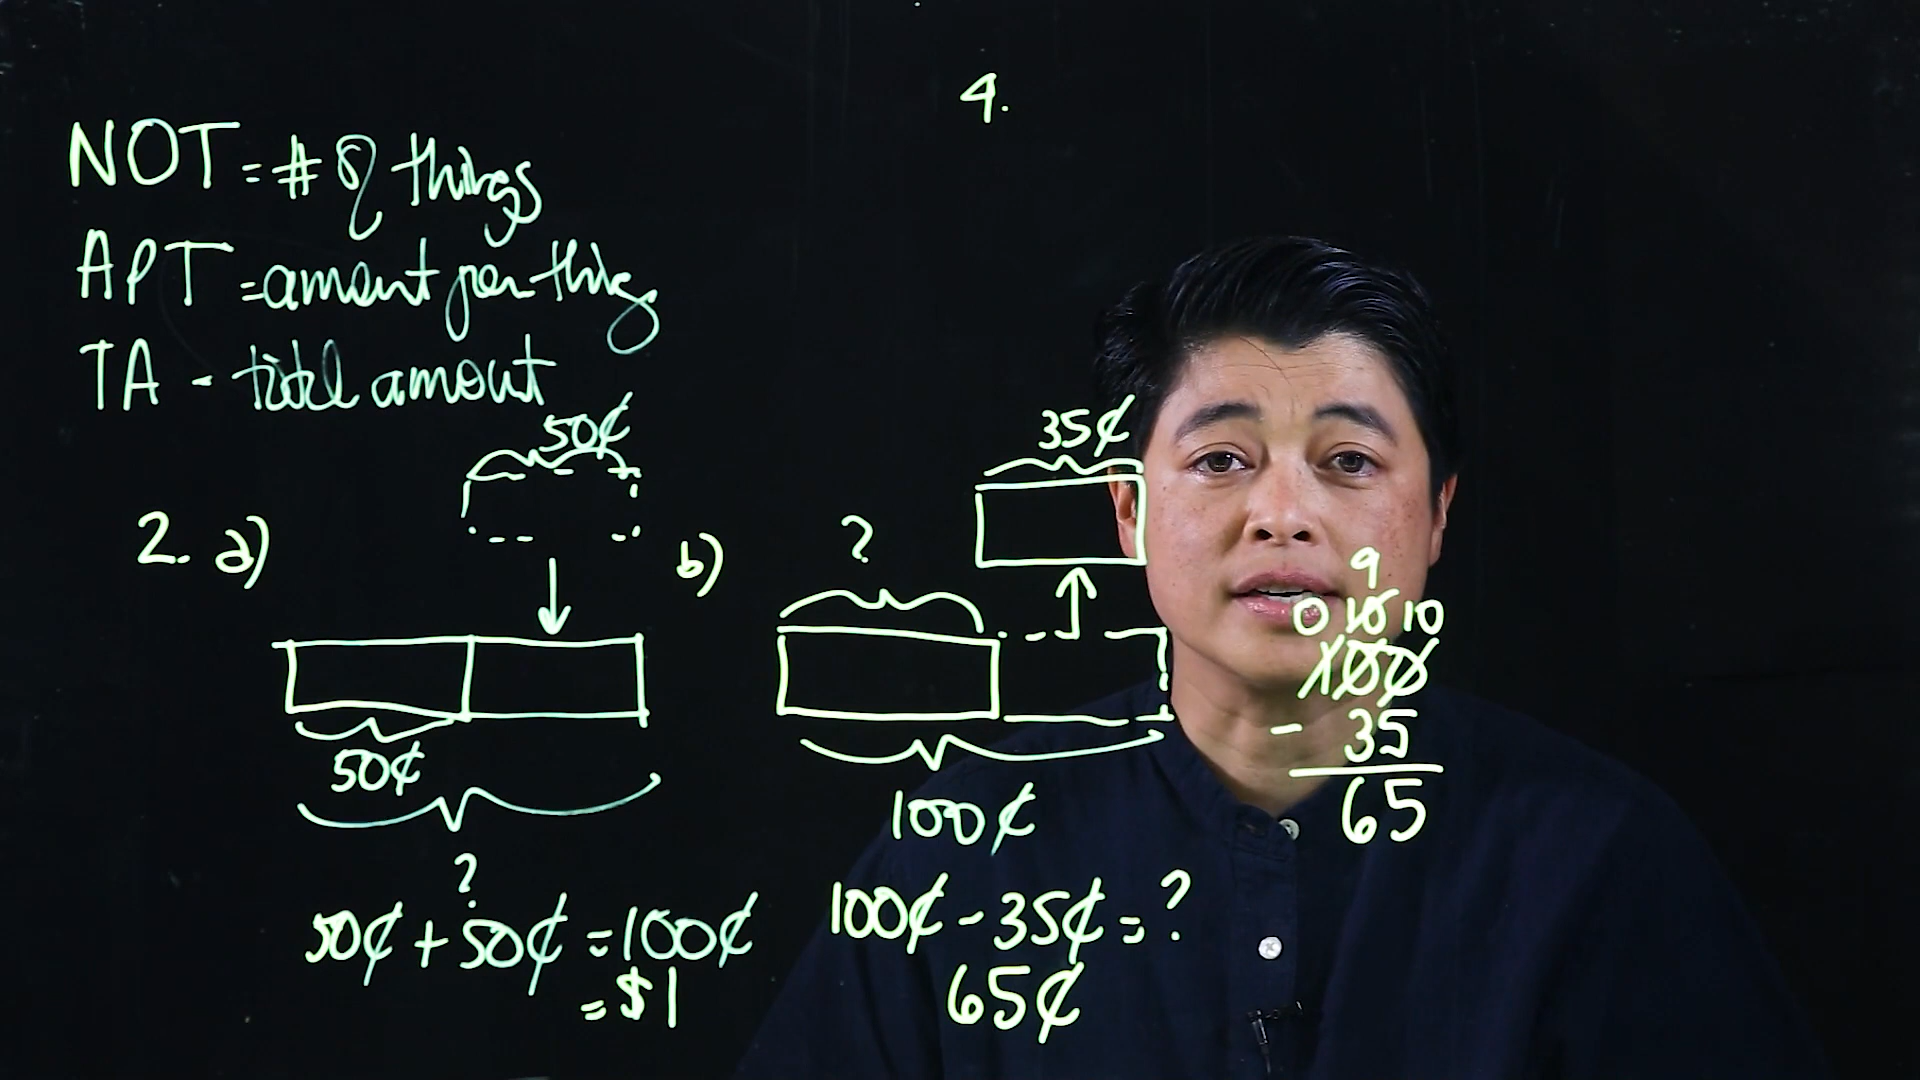 4.
NOT = # of things
APT = amount per thing
TA - total amout
2. a)
50¢
50¢
?
50¢ + 50¢ = 100¢
= $1
b)
?
35¢
100¢
100¢ - 35¢ = ?
65¢
9
0 10 10
100
- 35
65